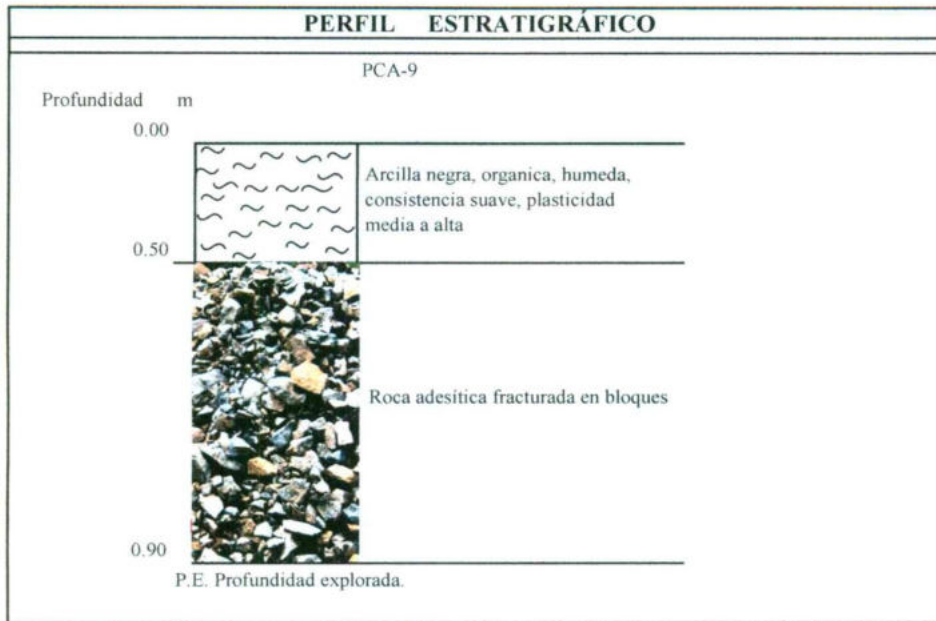 PERFIL ESTRATIGRÁFICO
PCA-9
Profundidad m
0.00
Arcilla negra, organica, humeda,
consistencia suave, plasticidad
media a alta
0.50
Roca adesítica fracturada en bloques
0.90
P.E. Profundidad explorada.